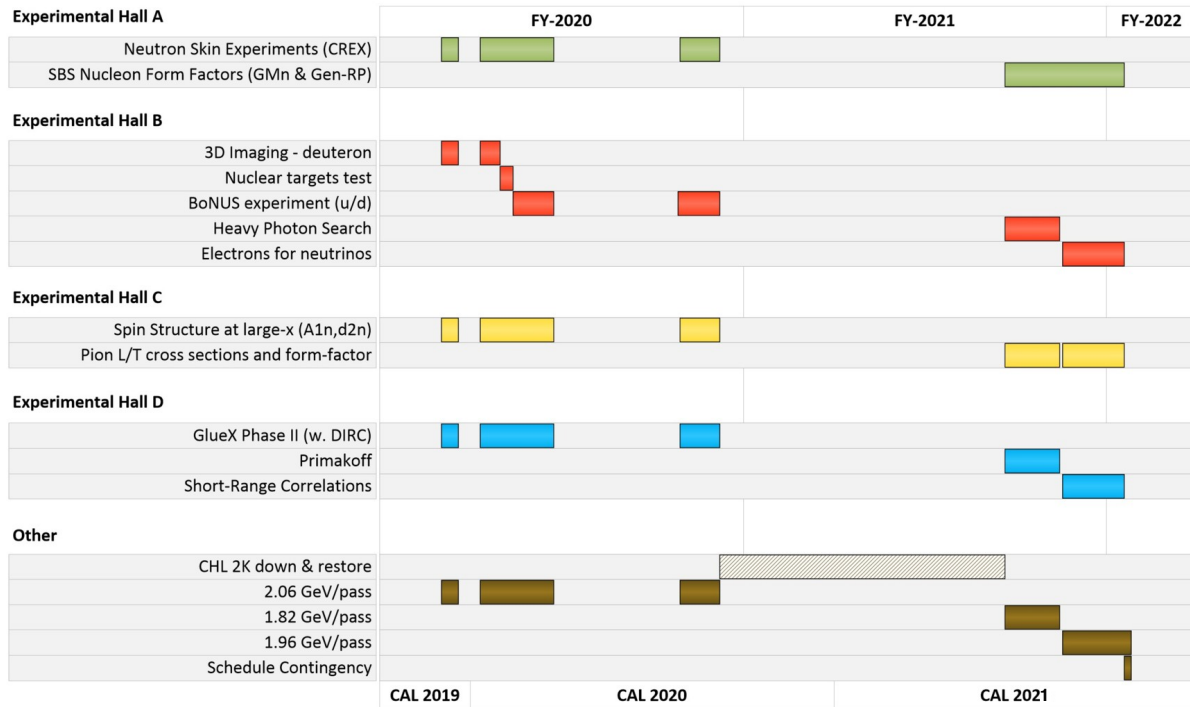 Experimental Hall A
FY-2020 FY-2021 FY-2022
Neutron Skin Experiments (CREX)
SBS Nucleon Form Factors (GMn & Gen-RP)
Experimental Hall B
3D Imaging - deuteron
Nuclear targets test
BoNUS experiment (u/d)
Heavy Photon Search
Electrons for neutrinos
Experimental Hall C
Spin Structure at large-x (A1n,d2n)
Pion L/T cross sections and form-factor
Experimental Hall D
GlueX Phase II (w. DIRC)
Primakoff
Short-Range Correlations
Other
CHL 2K down & restore
2.06 GeV/pass
1.82 GeV/pass
1.96 GeV/pass
Schedule Contingency
CAL 2019 CAL 2020 CAL 2021